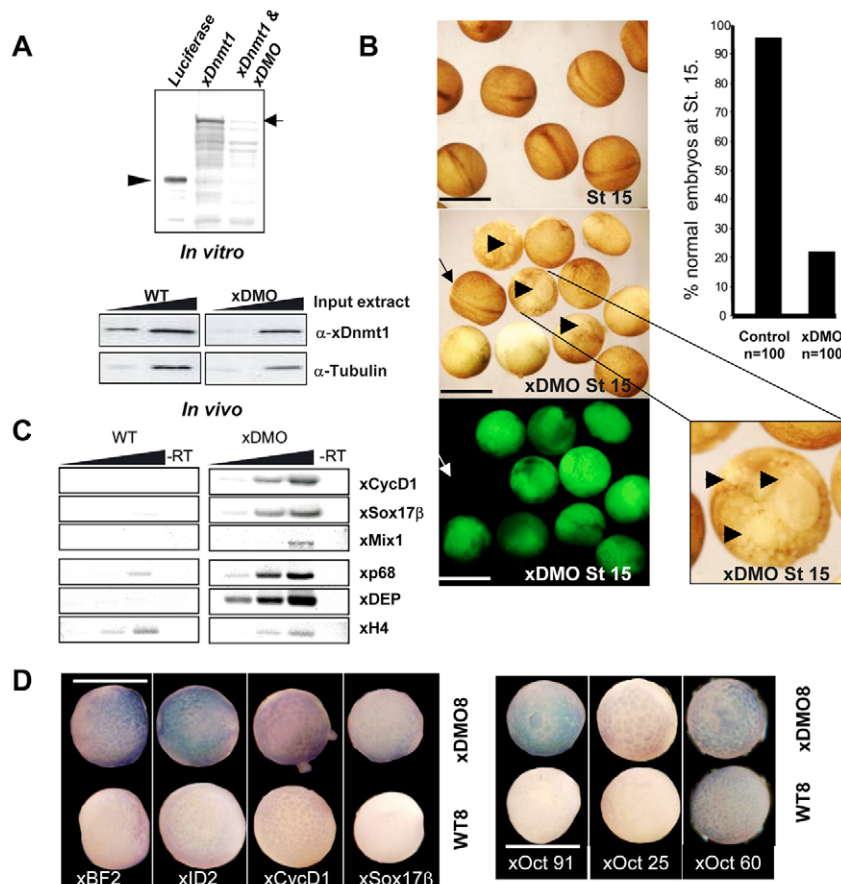 A
Luciferase
xDnmt1
xDnmt1 &
xDMO
In vitro
WT
xDMO
Input extract
α-xDnmt1
α-Tubulin
In vivo
B
St 15
xDMO St 15
xDMO St 15
% normal embryos at St. 15.
100
90
80
70
60
50
40
30
20
10
0
Control
n=100
xDMO
n=100
xDMO St 15
C
WT
-RT
xDMO
-RT
xCycD1
xSox17β
xMix1
xp68
xDEP
xH4
D
xDMO8
WT8
xBF2
xID2
xCycD1
xSox17β
xDMO8
WT8
xOct 91
xOct 25
xOct 60